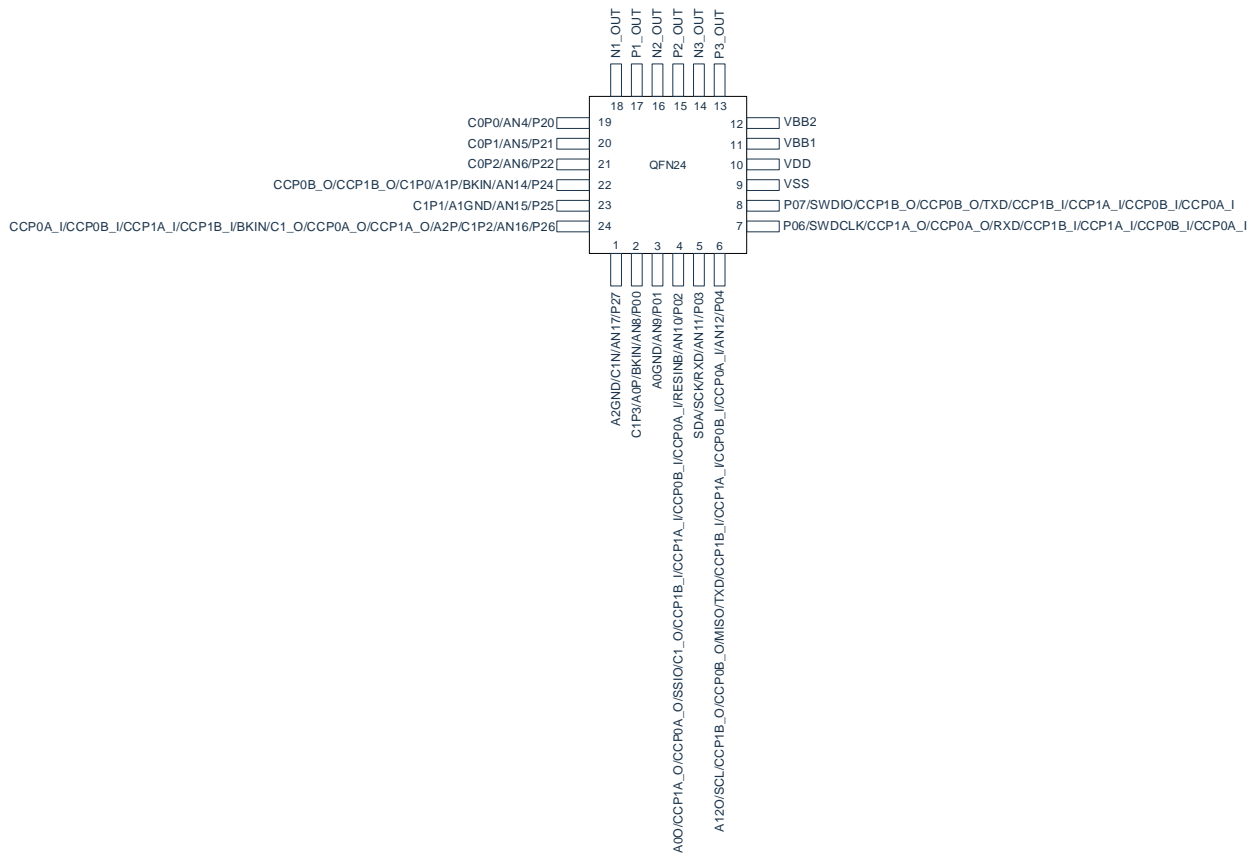 N1_OUT
P1_OUT
N2_OUT
P2_OUT
N3_OUT
P3_OUT
18 17 16 15 14 13
C0P0/AN4/P20 19
C0P1/AN5/P21 20
C0P2/AN6/P22 21
CCP0B_O/CCP1B_O/C1P0/A1P/BKIN/AN14/P24 22
C1P1/A1GND/AN15/P25 23
CCP0A_I/CCP0B_I/CCP1A_I/CCP1B_I/BKIN/C1_O/CCP0A_O/CCP1A_O/A2P/C1P2/AN16/P26 24
QFN24
12 VBB2
11 VBB1
10 VDD
9 VSS
8 P07/SWDIO/CCP1B_O/CCP0B_O/TXD/CCP1B_I/CCP1A_I/CCP0B_I/CCP0A_I
7 P06/SWDCLK/CCP1A_O/CCP0A_O/RXD/CCP1B_I/CCP1A_I/CCP0B_I/CCP0A_I
1 2 3 4 5 6
A2GND/C1N/AN17/P27
C1P3/A0P/BKIN/AN8/P00
A0GND/AN9/P01
A0O/CCP1A_O/CCP0A_O/SSIO/C1_O/CCP1B_I/CCP1A_I/CCP0B_I/CCP0A_I/RESINB/AN10/P02
SDA/SCK/RXD/AN11/P03
A12O/SCL/CCP1B_O/CCP0B_O/MISO/TXD/CCP1B_I/CCP1A_I/CCP0B_I/CCP0A_I/AN12/P04